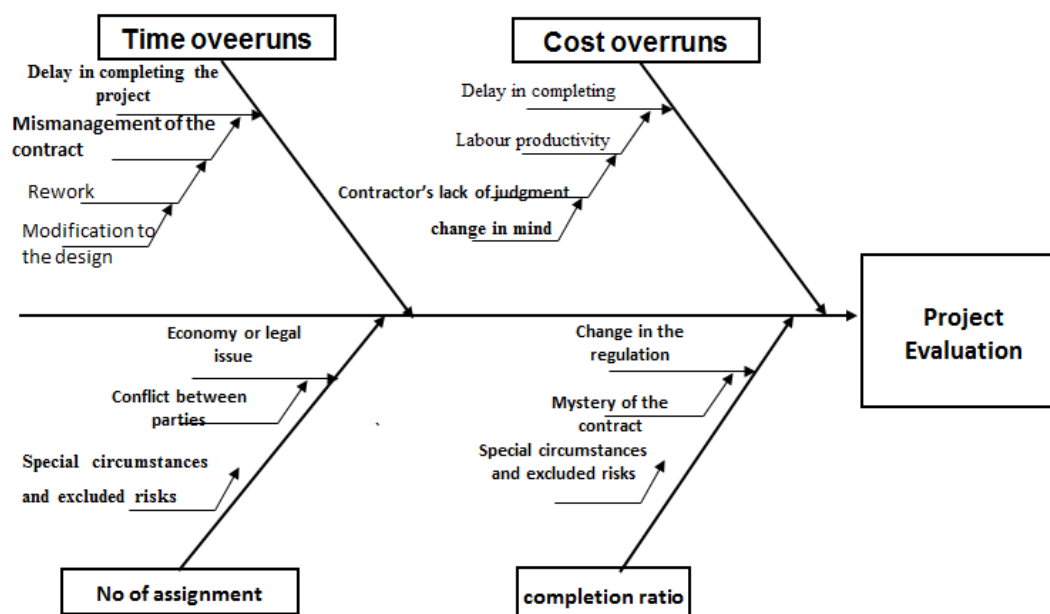 Time oveeruns
Delay in completing the
project
Mismanagement of the
contract
Rework
Modification to
the design
Cost overruns
Delay in completing
Labour productivity
Contractor's lack of judgment
change in mind
Project
Evaluation
Economy or legal
issue
Conflict between
parties
Special circumstances
and excluded risks
No of assignment
Change in the
regulation
Mystery of the
contract
Special circumstances
and excluded risks
completion ratio